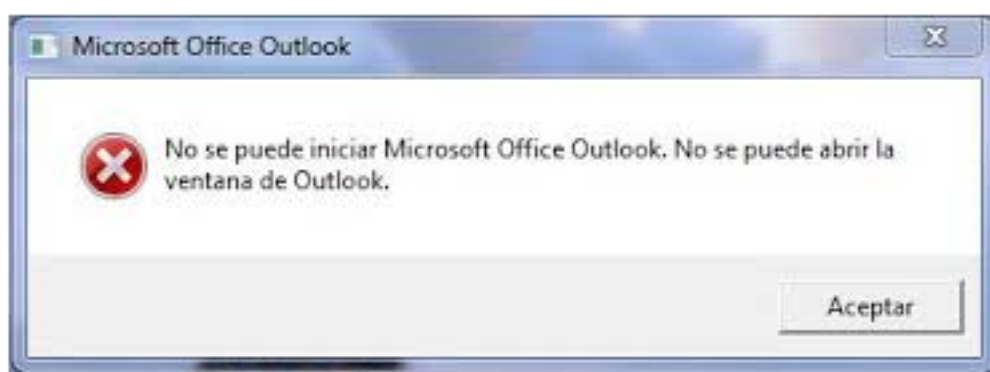 Microsoft Office Outlook
No se puede iniciar Microsoft Office Outlook. No se puede abrir la
ventana de Outlook.
Aceptar